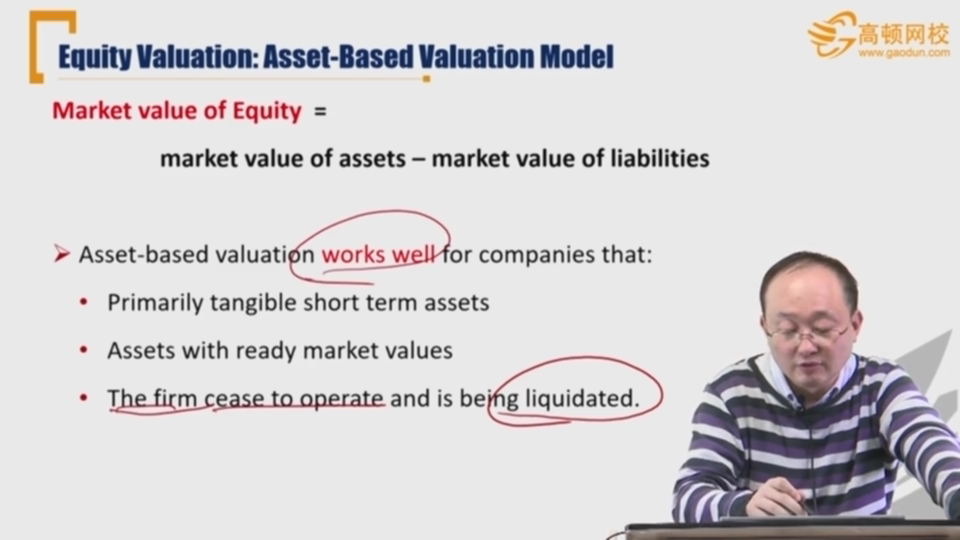 Equity Valuation: Asset-Based Valuation Model
高顿网校
www.gaodun.com
Market value of Equity =
market value of assets – market value of liabilities
Asset-based valuation works well for companies that:
Primarily tangible short term assets
Assets with ready market values
The firm cease to operate and is being liquidated.